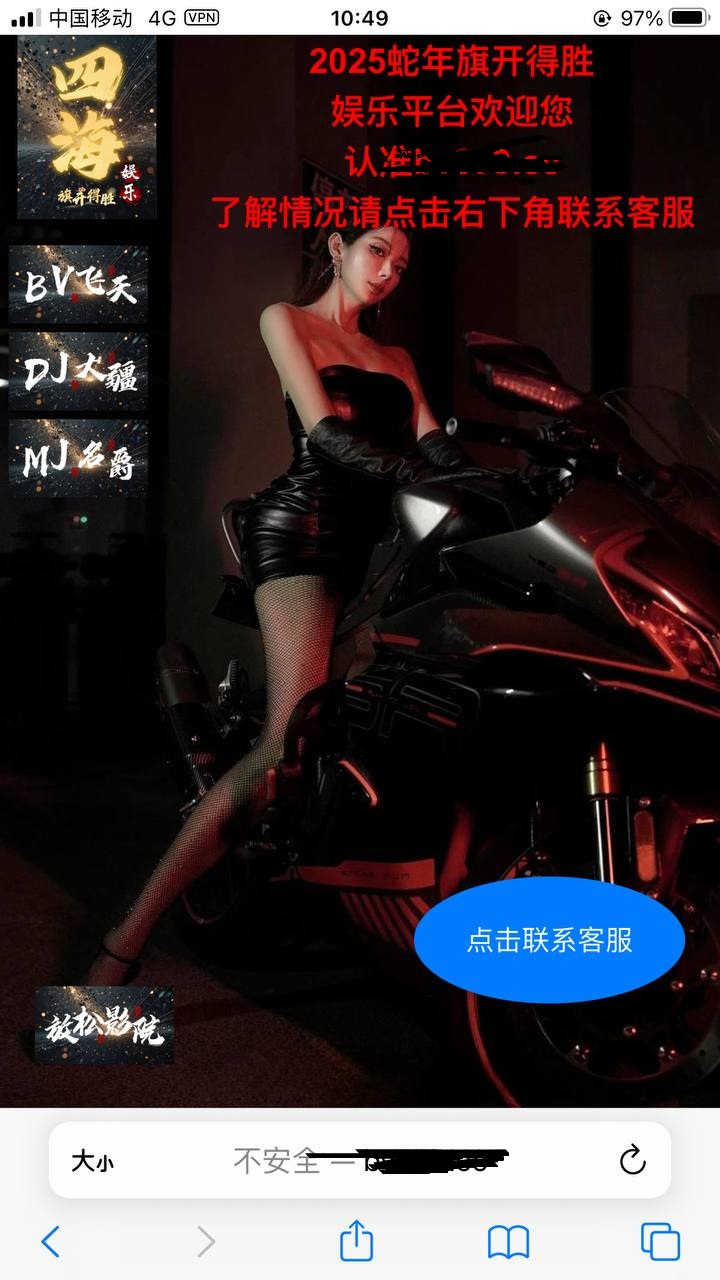 中国移动 4G VPN 10:49 97%
四海
娱乐
旗开得胜
2025蛇年旗开得胜
娱乐平台欢迎您
认准
了解情况请点击右下角联系客服
BV飞天
DJ大疆
MJ名爵
点击联系客服
放松影院
大小 不安全 —